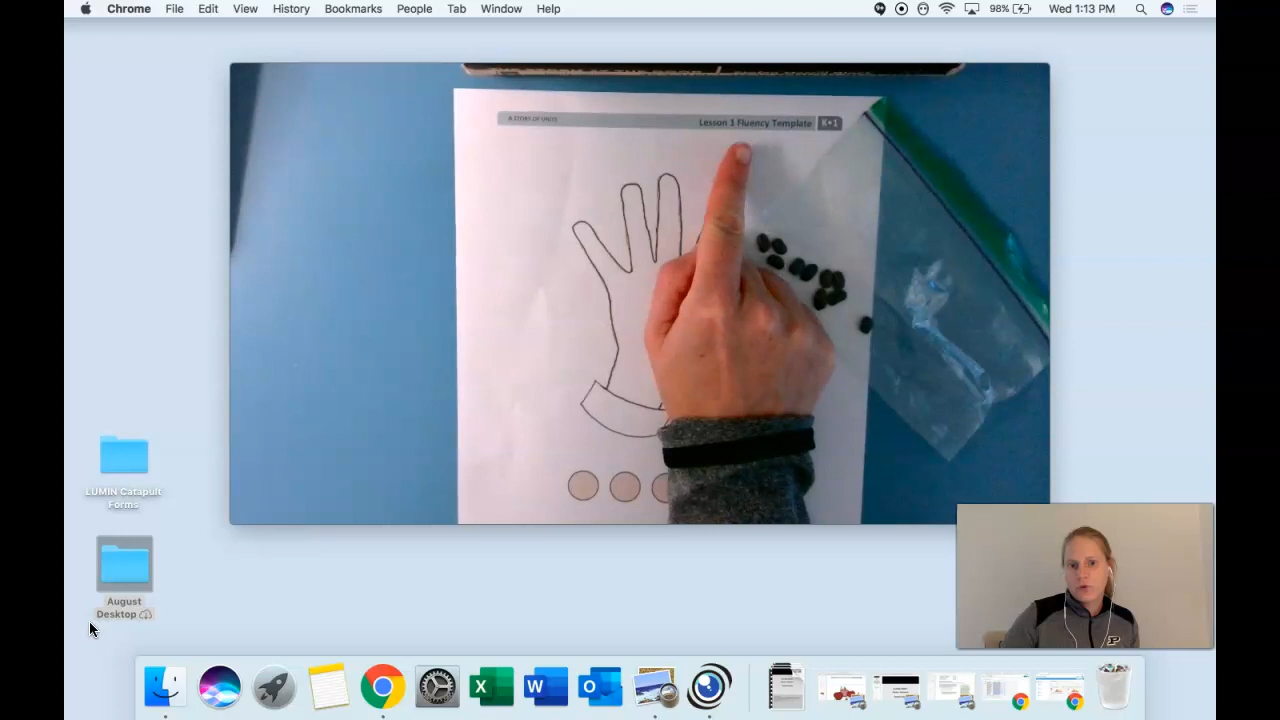 Chrome File Edit View History Bookmarks People Tab Window Help 98% Wed 1:13 PM
A STORY OF UNITS Lesson 1 Fluency Template K•1
LUMIN Catapult
Forms
August
Desktop
X W O
P